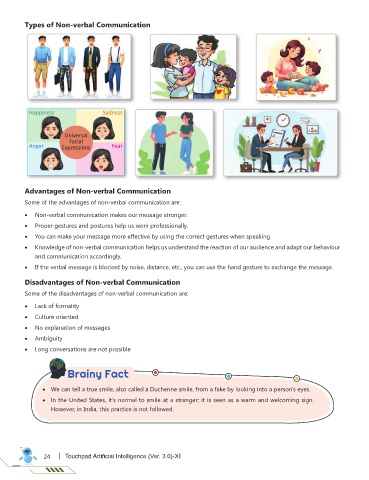 Types of Non-verbal Communication
Happiness
Sadness
Universal
Facial
Expressions
Anger
Fear
Advantages of Non-verbal Communication
Some of the advantages of non-verbal communication are:
• Non-verbal communication makes our message stronger.
• Proper gestures and postures help us work professionally.
• You can make your message more effective by using the correct gestures when speaking.
• Knowledge of non-verbal communication helps us understand the reaction of our audience and adapt our behaviour
and communication accordingly.
• If the verbal message is blocked by noise, distance, etc., you can use the hand gesture to exchange the message.
Disadvantages of Non-verbal Communication
Some of the disadvantages of non-verbal communication are:
• Lack of formality
• Culture oriented
• No explanation of messages
• Ambiguity
• Long conversations are not possible
Brainy Fact
• We can tell a true smile, also called a Duchenne smile, from a fake by looking into a person's eyes.
• In the United States, it's normal to smile at a stranger; it is seen as a warm and welcoming sign.
However, in India, this practice is not followed.
24 | Touchpad Artificial Intelligence (Ver. 3.0)-XI